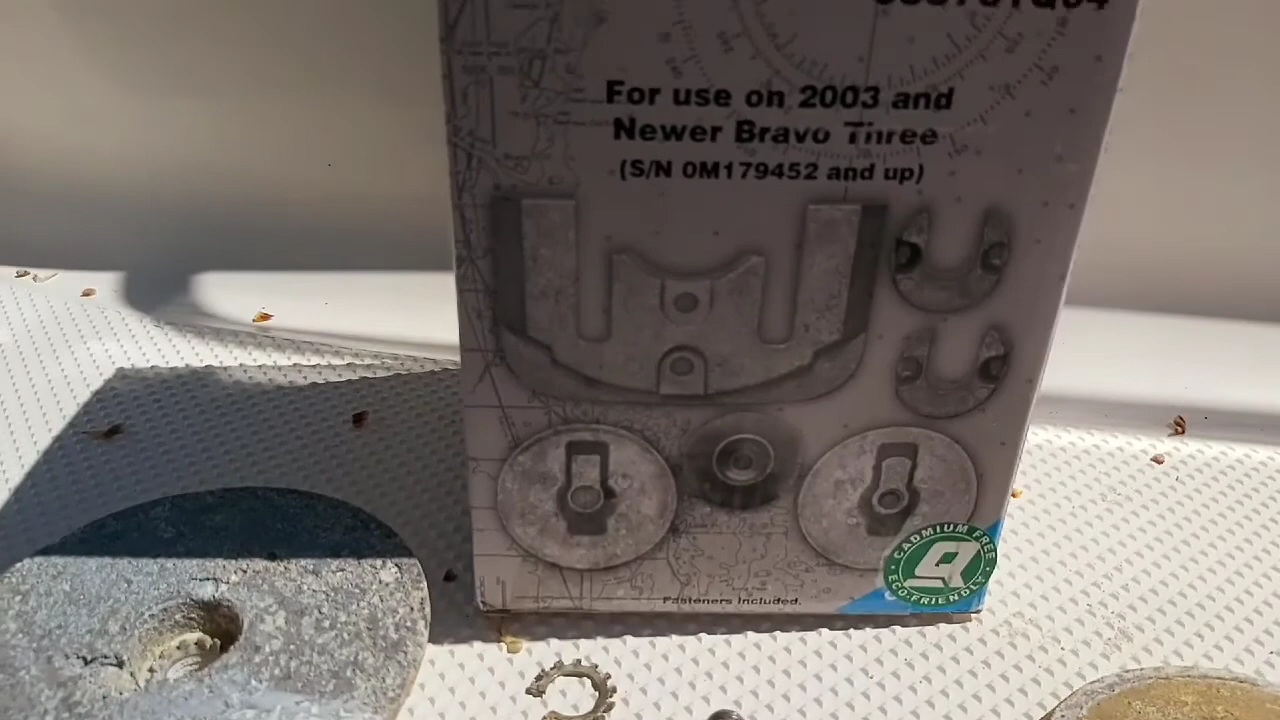 For use on 2003 and
Newer Bravo Three
(S/N 0M179452 and up)
CADMIUM FREE
ECO-FRIENDLY
Fasteners Included.